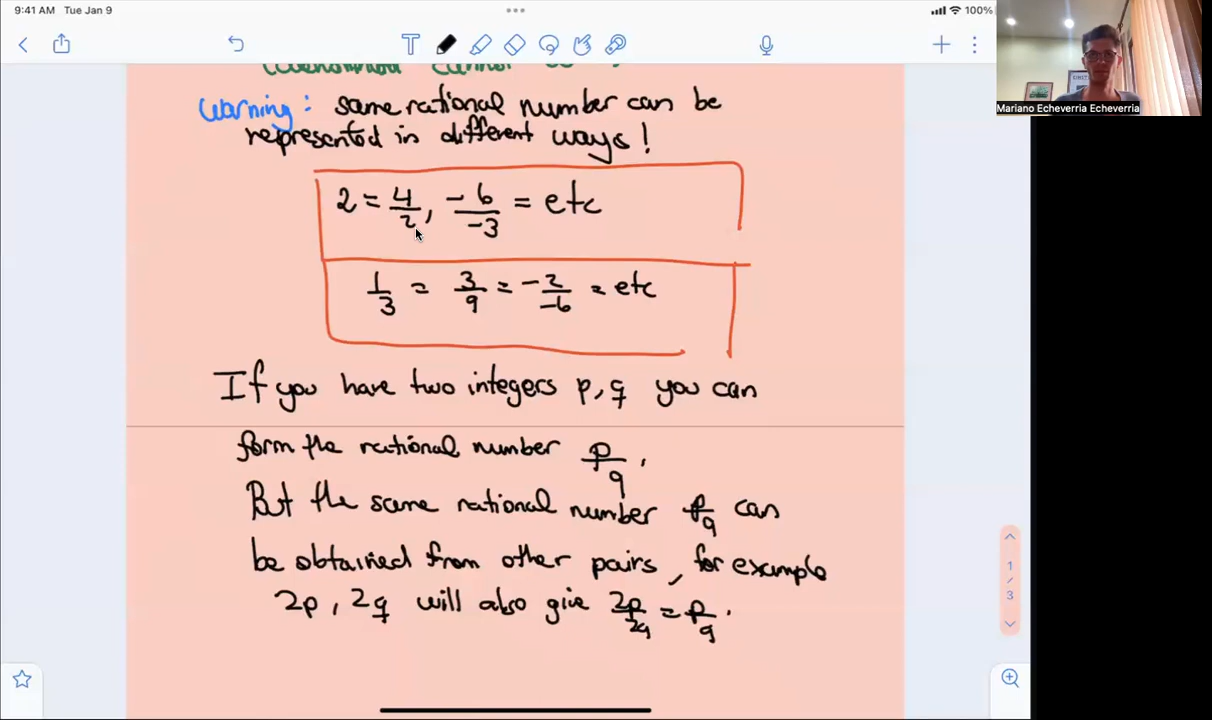 9:41 AM Tue Jan 9
100%
Mariano Echeverria Echeverria
cannot
Warning: same rational number can be
represented in different ways!
2 = 4/2, -6/-3 = etc
1/3 = 3/9 = -2/-6 = etc
If you have two integers p, q you can
form the rational number p/q.
But the same rational number p/q can
be obtained from other pairs, for example
2p, 2q will also give 2p/2q = p/q.
1
/
3